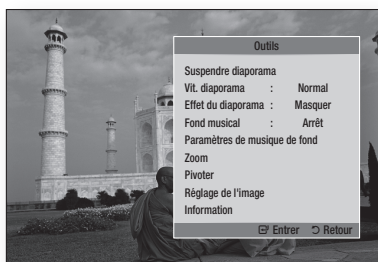 Outils
Suspendre diaporama
Vit. diaporama : Normal
Effet du diaporama : Masquer
Fond musical : Arrêt
Paramètres de musique de fond
Zoom
Pivoter
Réglage de l'image
Information
Entrer Retour